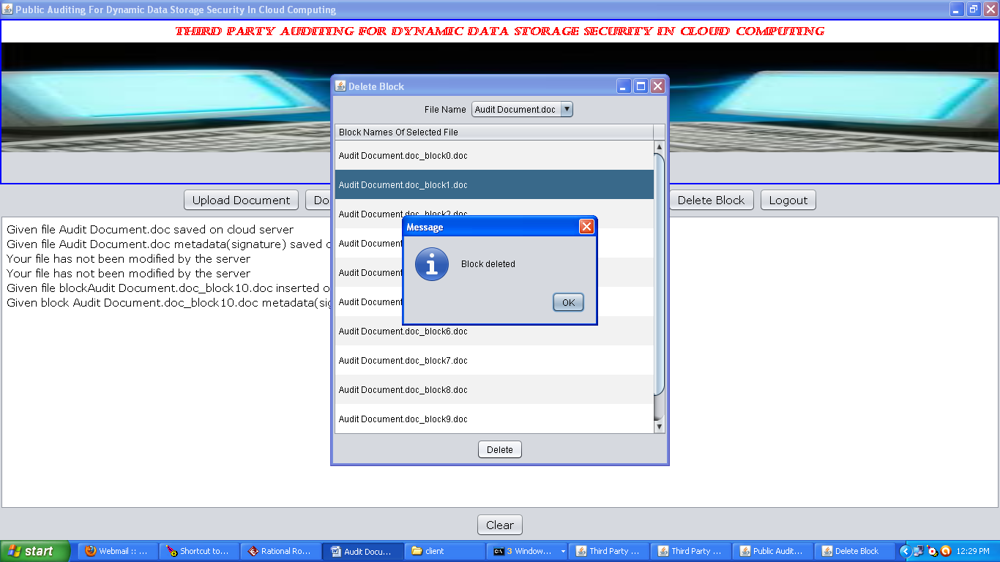 Public Auditing For Dynamic Data Storage Security In Cloud Computing
THIRD PARTY AUDITING FOR DYNAMIC DATA STORAGE SECURITY IN CLOUD COMPUTING
Delete Block
File Name Audit Document.doc
Block Names Of Selected File
Audit Document.doc_block0.doc
Audit Document.doc_block1.doc
Audit Document.doc_block2.doc
Audit Document
Audit Document
Audit Document
Audit Document.doc_block6.doc
Audit Document.doc_block7.doc
Audit Document.doc_block8.doc
Audit Document.doc_block9.doc
Delete
Message
Block deleted
OK
Upload Document Do Delete Block Logout
Given file Audit Document.doc saved on cloud server
Given file Audit Document.doc metadata(signature) saved
Your file has not been modified by the server
Your file has not been modified by the server
Given file blockAudit Document.doc_block10.doc inserted
Given block Audit Document.doc_block10.doc metadata(sig
Clear
start Webmail :: ... Shortcut to... Rational Ro... Audit Docu... client 3 Window... Third Party ... Third Party ... Public Audit... Delete Block 12:29 PM